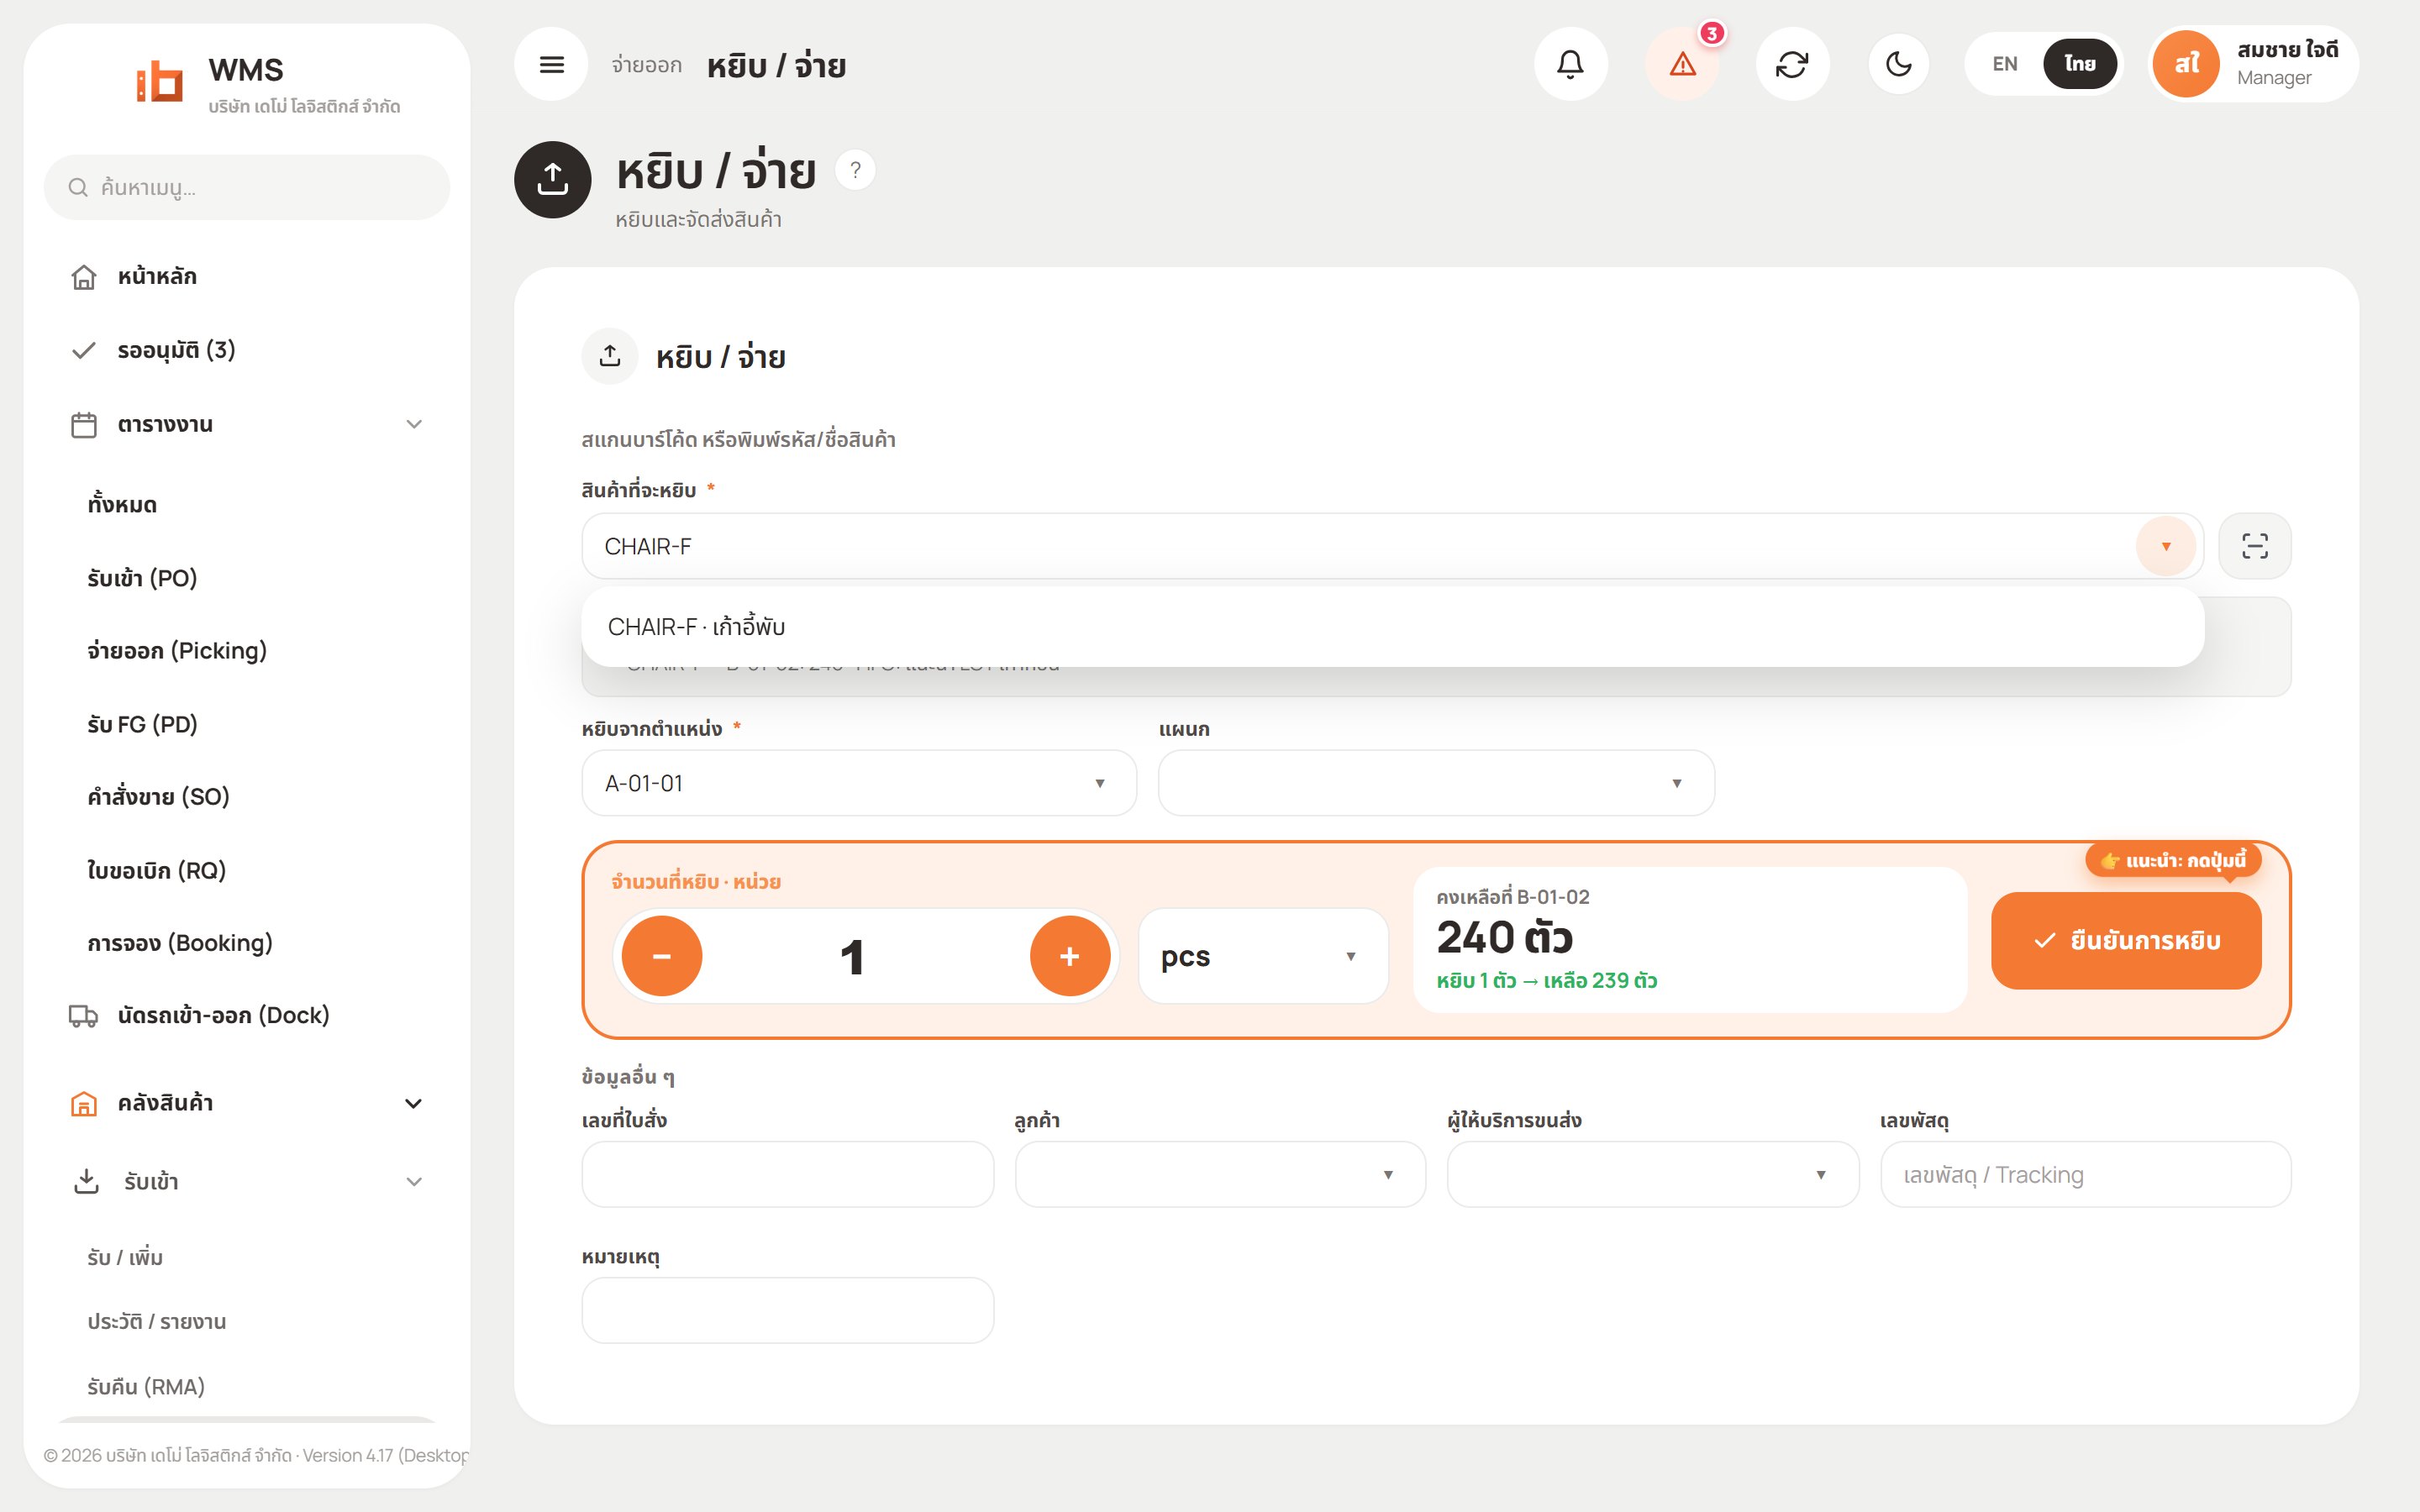 WMS
บริษัท เดโม่ โลจิสติกส์ จำกัด
ค้นหาเมนู...
หน้าหลัก
รออนุมัติ (3)
ตารางงาน
ทั้งหมด
รับเข้า (PO)
จ่ายออก (Picking)
รับ FG (PD)
คำสั่งขาย (SO)
ใบขอเบิก (RQ)
การจอง (Booking)
นัดรถเข้า-ออก (Dock)
คลังสินค้า
รับเข้า
รับ / เพิ่ม
ประวัติ / รายงาน
รับคืน (RMA)
© 2026 บริษัท เดโม่ โลจิสติกส์ จำกัด · Version 4.17 (Desktop
จ่ายออก หยิบ / จ่าย
3
EN ไทย
สใ
สมชาย ใจดี
Manager
หยิบ / จ่าย ?
หยิบและจัดส่งสินค้า
หยิบ / จ่าย
สแกนบาร์โค้ด หรือพิมพ์รหัส/ชื่อสินค้า
สินค้าที่จะหยิบ *
CHAIR-F
CHAIR-F · เก้าอี้พับ
หยิบจากตำแหน่ง * แผนก
A-01-01
จำนวนที่หยิบ · หน่วย
1
pcs
คงเหลือที่ B-01-02
240 ตัว
หยิบ 1 ตัว → เหลือ 239 ตัว
👉 แนะนำ: กดปุ่มนี้
ยืนยันการหยิบ
ข้อมูลอื่น ๆ
เลขที่ใบสั่ง ลูกค้า ผู้ให้บริการขนส่ง เลขพัสดุ
เลขพัสดุ / Tracking
หมายเหตุ